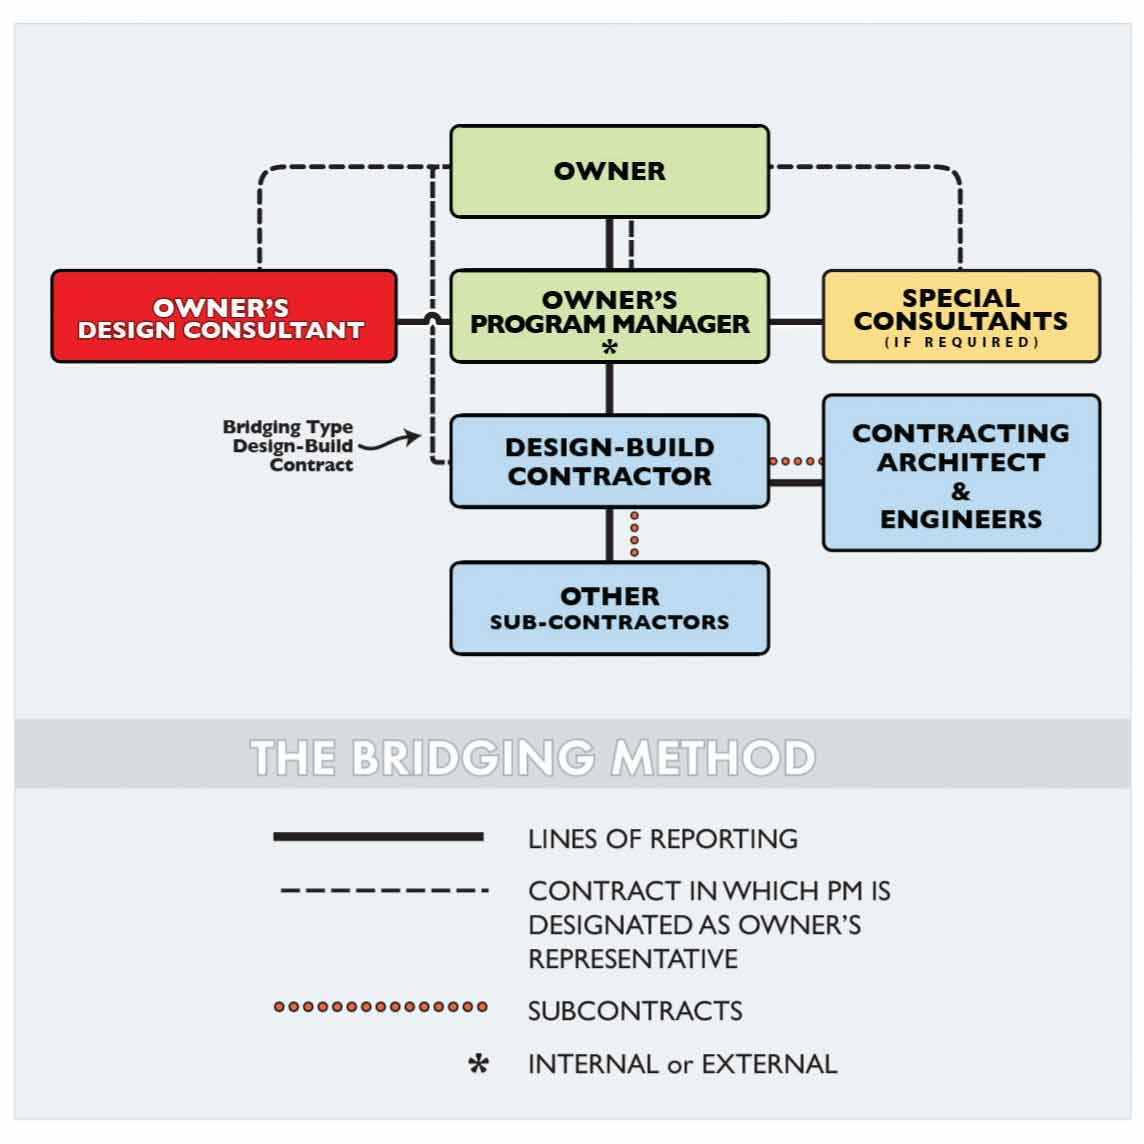 OWNER
OWNER'S
DESIGN CONSULTANT
OWNER'S
PROGRAM MANAGER
*
SPECIAL
CONSULTANTS
(IF REQUIRED)
Bridging Type
Design-Build
Contract
DESIGN-BUILD
CONTRACTOR
CONTRACTING
ARCHITECT
&
ENGINEERS
OTHER
SUB-CONTRACTORS
THE BRIDGING METHOD
LINES OF REPORTING
CONTRACT IN WHICH PM IS
DESIGNATED AS OWNER'S
REPRESENTATIVE
SUBCONTRACTS
* INTERNAL or EXTERNAL